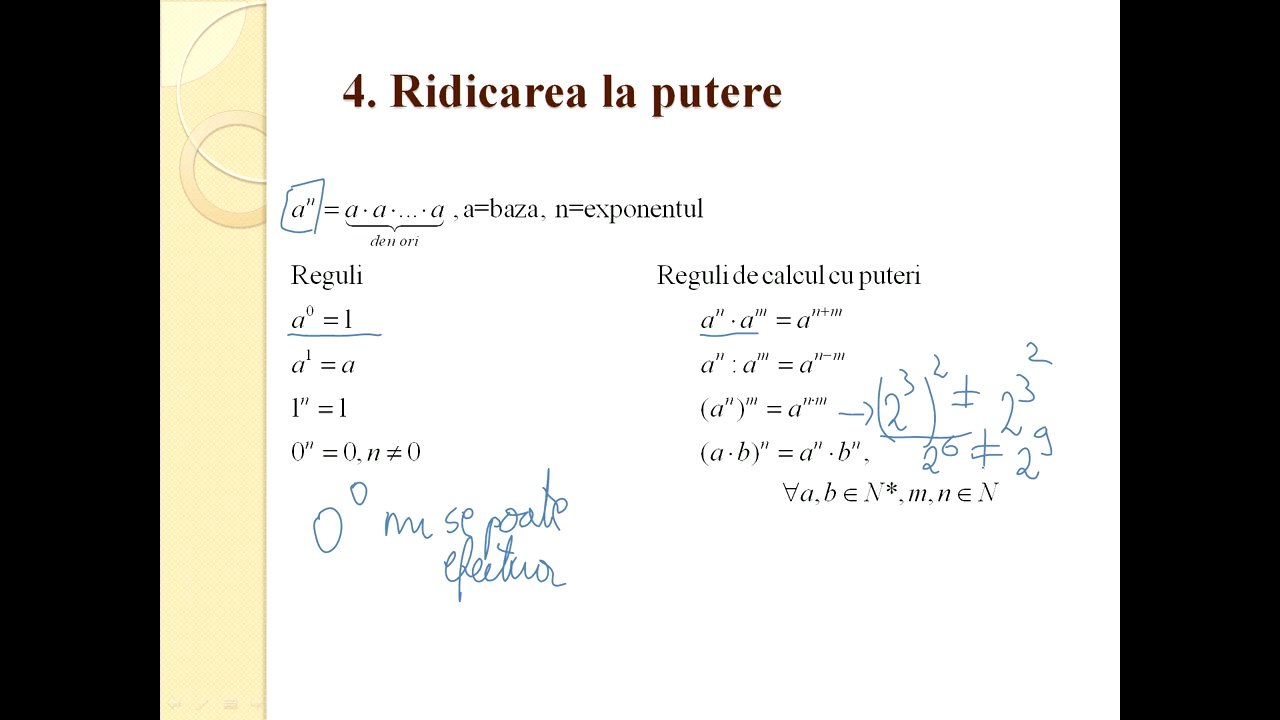 4. Ridicarea la putere
aⁿ = a · a · ... · a , a=baza, n=exponentul
de n ori
Reguli
a⁰ = 1
a¹ = a
1ⁿ = 1
0ⁿ = 0, n ≠ 0
0⁰ nu se poate
efectua
Reguli de calcul cu puteri
aⁿ · aᵐ = aⁿ⁺ᵐ
aⁿ : aᵐ = aⁿ⁻ᵐ
(aⁿ)ᵐ = aⁿ·ᵐ → (2³)² ≠ 2^3^2
(a · b)ⁿ = aⁿ · bⁿ, 2⁶ ≠ 2⁹
∀a, b ∈ N*, m, n ∈ N